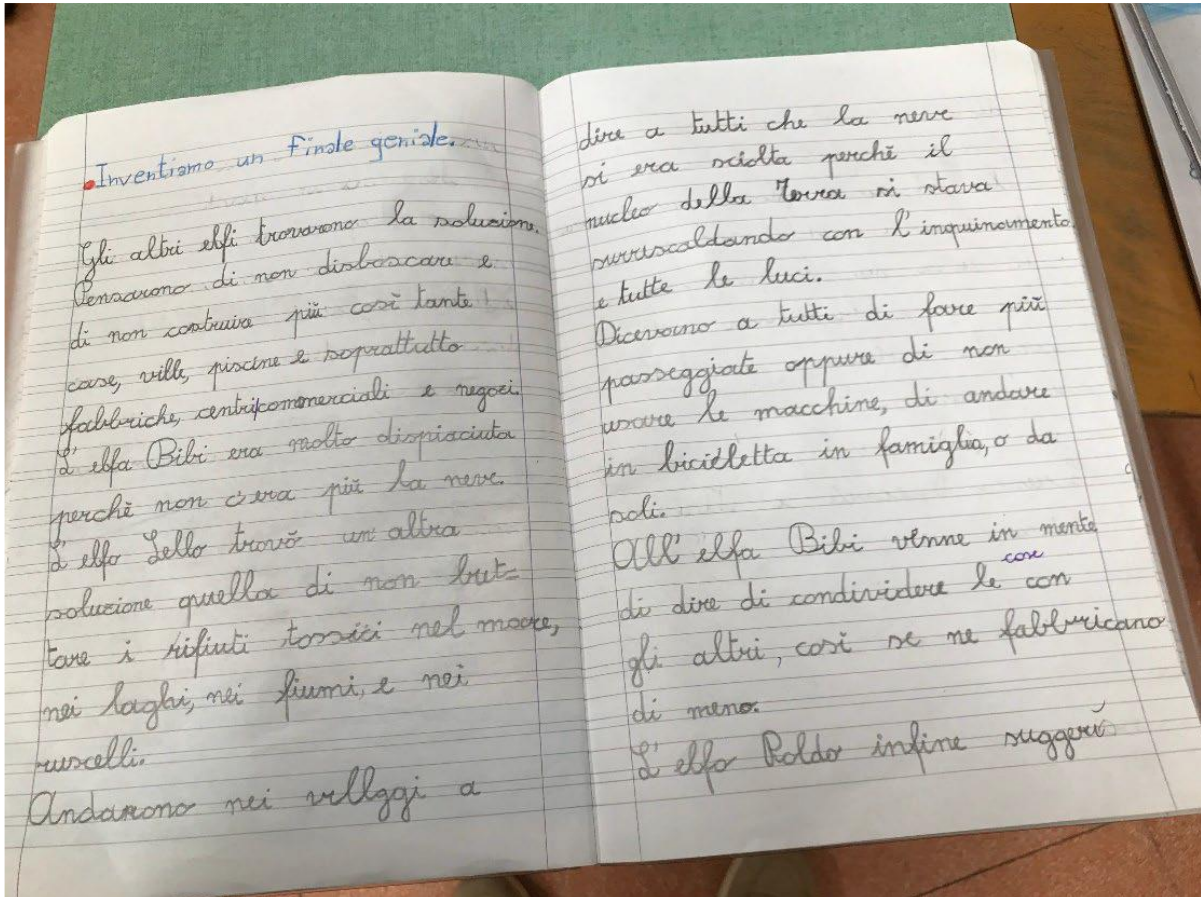 Inventiamo un finale geniale.
Gli altri elfi trovarono la soluzione.
Pensarono di non disboscare e
di non costruire più così tante
case, ville, piscine e soprattutto
fabbriche, centri commerciali e negozi.
L'elfa Bibi era molto dispiaciuta
perchè non c'era più la neve.
L'elfo Lello trovò un altra
soluzione quella di non but=
tare i rifiuti tossici nel mare,
nei laghi, nei fiumi, e nei
ruscelli.
Andarono nei villggi a
dire a tutti che la neve
si era sciolta perchè il
nucleo della Terra si stava
surriscaldando con l'inquinamento
e tutte le luci.
Dicevano a tutti di fare più
passeggiate oppure di non
usare le macchine, di andare
in bicicletta in famiglia, o da
soli.
All'elfa Bibi venne in mente
di dire di condividere le cose con
gli altri, così se ne fabbricano
di meno.
L'elfo Roldo infine suggerì